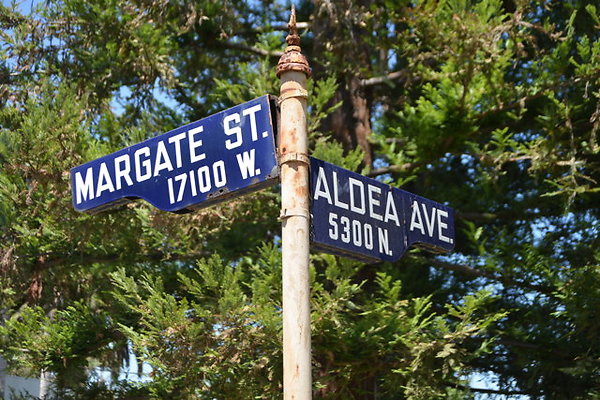 MARGATE ST.
17100 W.
ALDEA AVE.
5300 N.